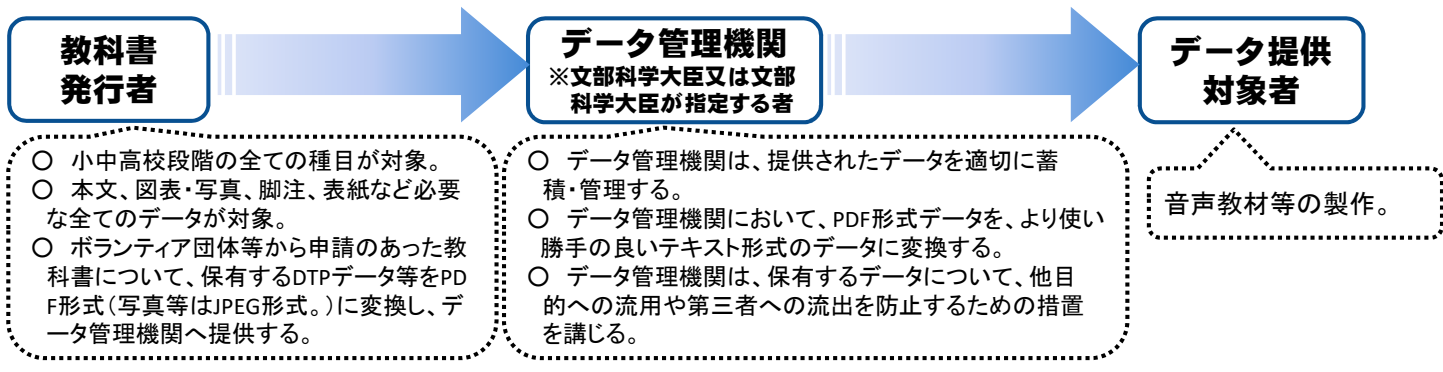 教科書
発行者
データ管理機関
※文部科学大臣又は文部
科学大臣が指定する者
データ提供
対象者
○　小中高校段階の全ての種目が対象。
○　本文、図表・写真、脚注、表紙など必要
な全てのデータが対象。
○　ボランティア団体等から申請のあった教
科書について、保有するDTPデータ等をPD
F形式（写真等はJPEG形式。）に変換し、デ
ータ管理機関へ提供する。
○　データ管理機関は、提供されたデータを適切に蓄
積・管理する。
○　データ管理機関において、PDF形式データを、より使い
勝手の良いテキスト形式のデータに変換する。
○　データ管理機関は、保有するデータについて、他目
的への流用や第三者への流出を防止するための措置
を講じる。
音声教材等の製作。